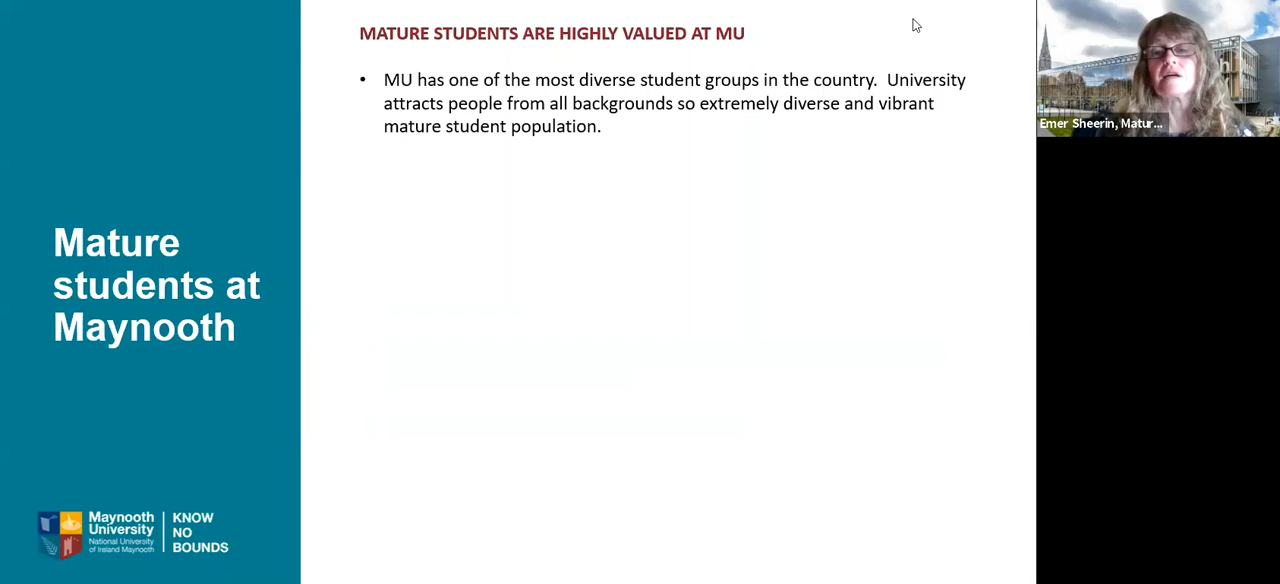 MATURE STUDENTS ARE HIGHLY VALUED AT MU
• MU has one of the most diverse student groups in the country. University
attracts people from all backgrounds so extremely diverse and vibrant
mature student population.
Mature
students at
Maynooth
Maynooth
University
National University
of Ireland Maynooth
KNOW
NO
BOUNDS
Emer Sheerin, Matur...